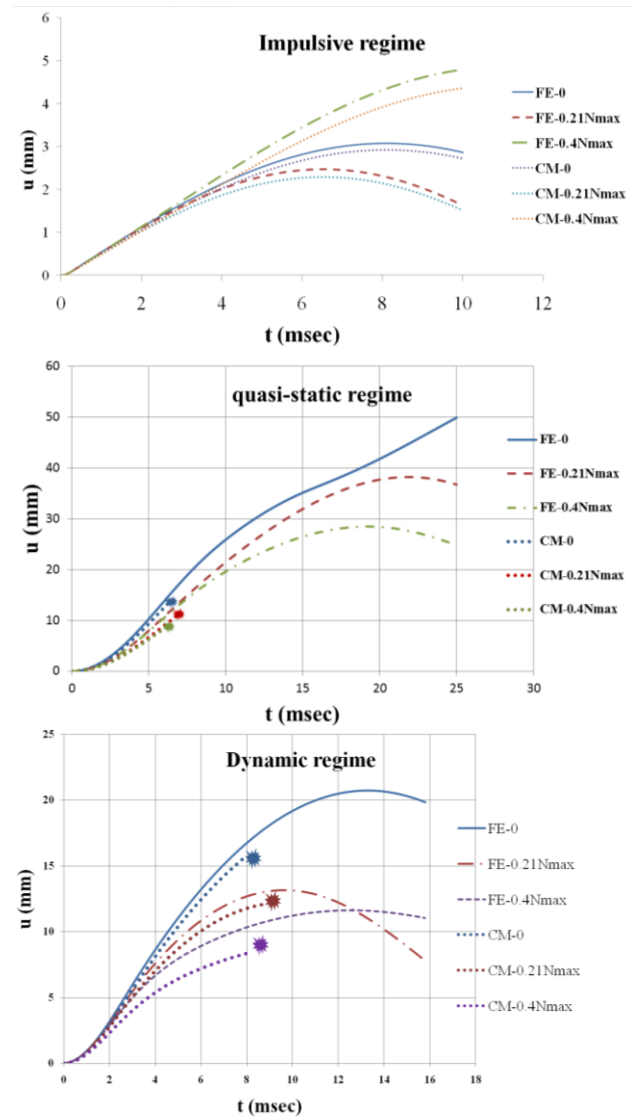 Impulsive regime
6
5
4
3
2
1
0
u (mm)
0 2 4 6 8 10 12
t (msec)
FE-0
FE-0.21Nmax
FE-0.4Nmax
CM-0
CM-0.21Nmax
CM-0.4Nmax
quasi-static regime
60
50
40
30
20
10
0
u (mm)
0 5 10 15 20 25 30
t (msec)
FE-0
FE-0.21Nmax
FE-0.4Nmax
CM-0
CM-0.21Nmax
CM-0.4Nmax
Dynamic regime
25
20
15
10
5
0
u (mm)
0 2 4 6 8 10 12 14 16 18
t (msec)
FE-0
FE-0.21Nmax
FE-0.4Nmax
CM-0
CM-0.21Nmax
CM-0.4Nmax